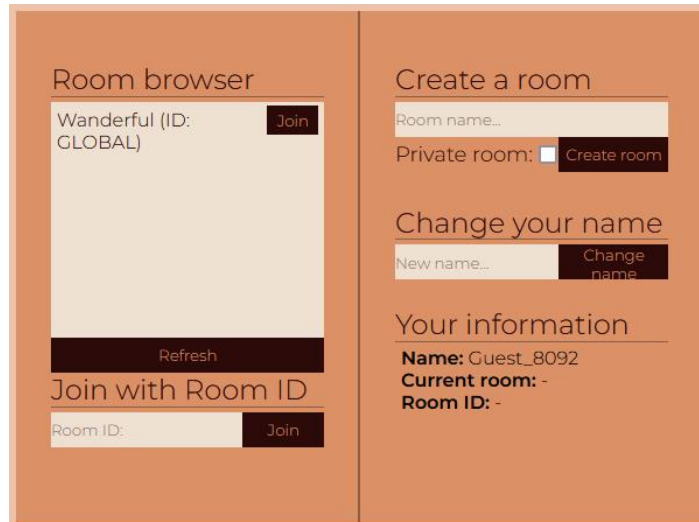 Room browser
Wanderful (ID: Join
GLOBAL)
Refresh
Join with Room ID
Room ID: Join
Create a room
Room name...
Private room: Create room
Change your name
New name... Change
name
Your information
Name: Guest_8092
Current room: -
Room ID: -